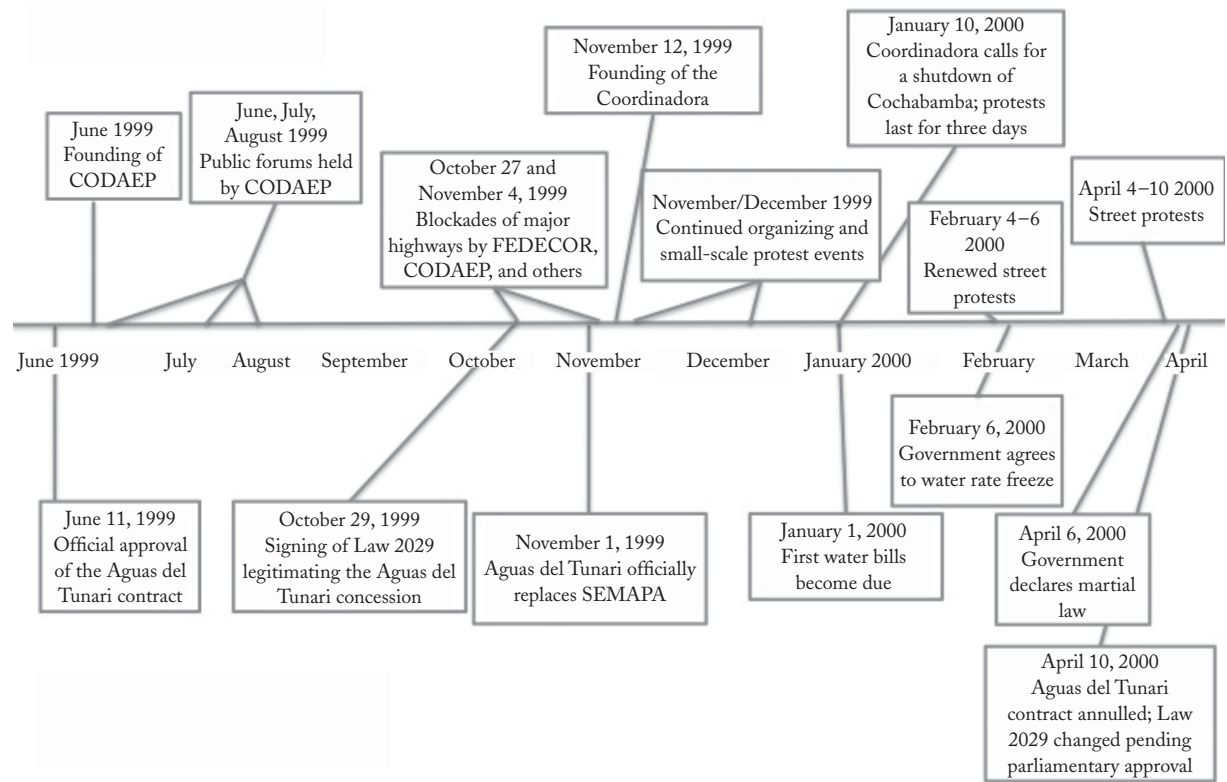 June 1999
Founding of
CODAEP
June, July,
August 1999
Public forums held
by CODAEP
October 27 and
November 4, 1999
Blockades of major
highways by FEDECOR,
CODAEP, and others
November 12, 1999
Founding of the
Coordinadora
November/December 1999
Continued organizing and
small-scale protest events
January 10, 2000
Coordinadora calls for
a shutdown of
Cochabamba; protests
last for three days
February 4–6
2000
Renewed street
protests
April 4–10 2000
Street protests
June 1999
July
August
September
October
November
December
January 2000
February
March
April
June 11, 1999
Official approval
of the Aguas del
Tunari contract
October 29, 1999
Signing of Law 2029
legitimating the Aguas del
Tunari concession
November 1, 1999
Aguas del Tunari officially
replaces SEMAPA
January 1, 2000
First water bills
become due
February 6, 2000
Government agrees
to water rate freeze
April 6, 2000
Government
declares martial
law
April 10, 2000
Aguas del Tunari
contract annulled; Law
2029 changed pending
parliamentary approval